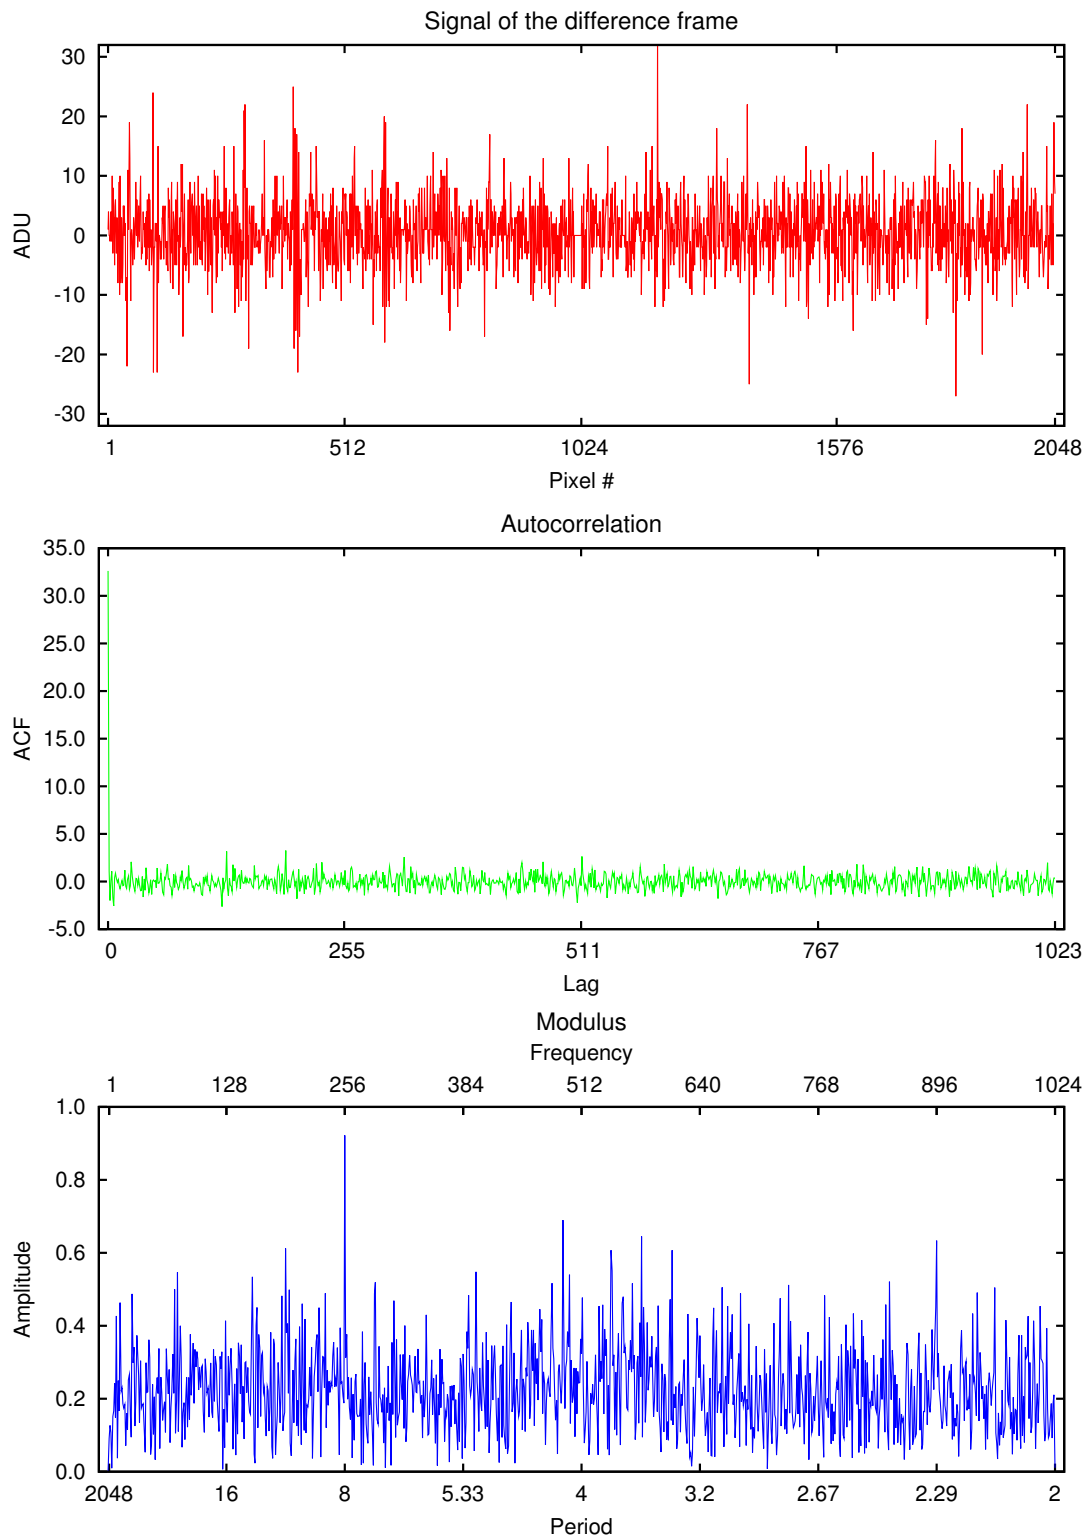 Signal of the difference frame
30
20
10
0
-10
-20
-30
ADU
1 512 1024 1576 2048
Pixel #
Autocorrelation
35.0
30.0
25.0
20.0
15.0
10.0
5.0
0.0
-5.0
ACF
0 255 511 767 1023
Lag
Modulus
Frequency
1 128 256 384 512 640 768 896 1024
1.0
0.8
0.6
0.4
0.2
0.0
Amplitude
2048 16 8 5.33 4 3.2 2.67 2.29 2
Period